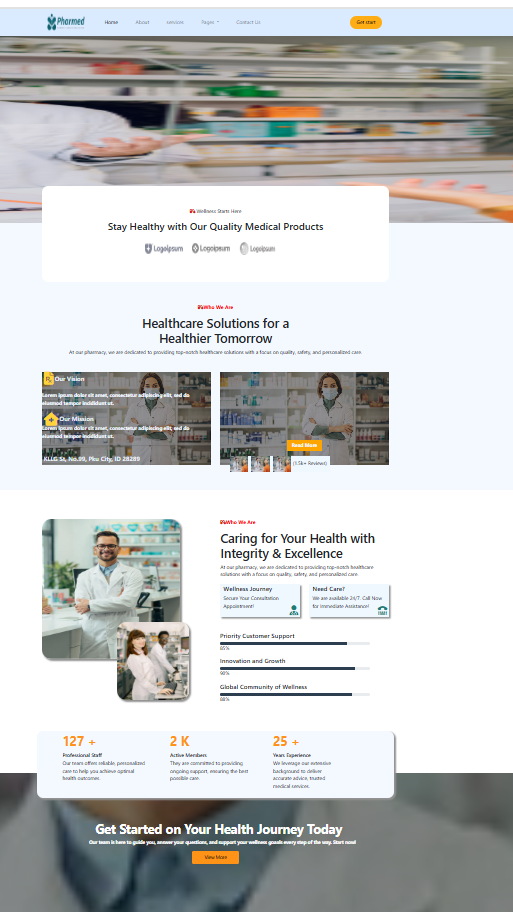 Pharmed
Home About services Pages Contact Us Get start
Wellness Starts Here
Stay Healthy with Our Quality Medical Products
Logoipsum Logoipsum Logoipsum
Who We Are
Healthcare Solutions for a
Healthier Tomorrow
At our pharmacy, we are dedicated to providing top-notch healthcare solutions with a focus on quality, safety, and personalized care.
Our Vision
Lorem ipsum dolor sit amet, consectetur adipiscing elit, sed do
eiusmod tempor incididunt ut.
Our Mission
Lorem ipsum dolor sit amet, consectetur adipiscing elit, sed do
eiusmod tempor incididunt ut.
KLLG St, No.99, Pku City, ID 28289
Read More
(1.5k+ Reviews)
Who We Are
Caring for Your Health with
Integrity & Excellence
At our pharmacy, we are dedicated to providing top-notch healthcare
solutions with a focus on quality, safety, and personalized care.
Wellness Journey
Secure Your Consultation
Appointment!
Need Care?
We are available 24/7. Call Now
for Immediate Assistance!
Priority Customer Support
85%
Innovation and Growth
90%
Global Community of Wellness
88%
127 +
Professional Staff
Our team offers reliable, personalized
care to help you achieve optimal
health outcomes.
2 K
Active Members
They are committed to providing
ongoing support, ensuring the best
possible care.
25 +
Years Experience
We leverage our extensive
background to deliver
accurate advice, trusted
medical services.
Get Started on Your Health Journey Today
Our team is here to guide you, answer your questions, and support your wellness goals every step of the way. Start now!
View More